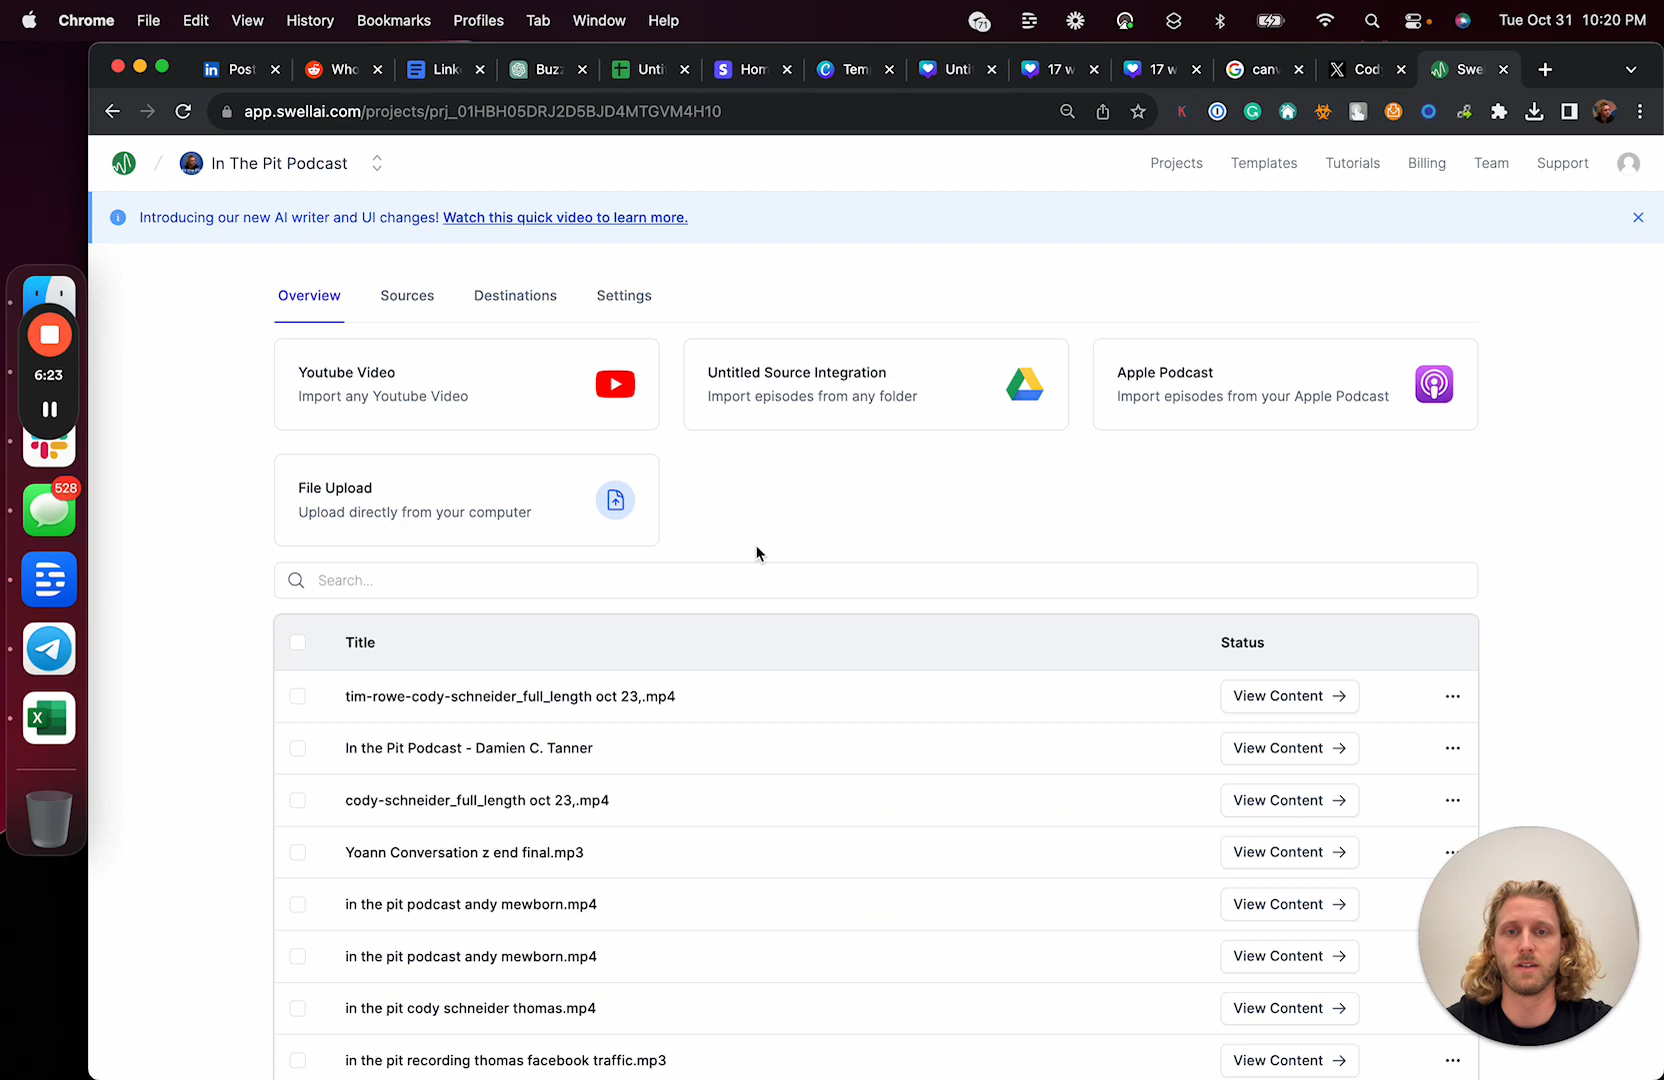 Chrome File Edit View History Bookmarks Profiles Tab Window Help 71 Tue Oct 31 10:20 PM
Post Who Link Buzz Unti Hom Tem Unti 17 w 17 w can Cod Swe
app.swellai.com/projects/prj_01HBH05DRJ2D5BJD4MTGVM4H10
In The Pit Podcast Projects Templates Tutorials Billing Team Support
Introducing our new AI writer and UI changes! Watch this quick video to learn more.
Overview Sources Destinations Settings
Youtube Video
Import any Youtube Video
Untitled Source Integration
Import episodes from any folder
Apple Podcast
Import episodes from your Apple Podcast
6:23
File Upload
Upload directly from your computer
528
Search...
Title Status
tim-rowe-cody-schneider_full_length oct 23,.mp4 View Content →
In the Pit Podcast - Damien C. Tanner View Content →
cody-schneider_full_length oct 23,.mp4 View Content →
Yoann Conversation z end final.mp3 View Content →
in the pit podcast andy mewborn.mp4 View Content →
in the pit podcast andy mewborn.mp4 View Content →
in the pit cody schneider thomas.mp4 View Content →
in the pit recording thomas facebook traffic.mp3 View Content →